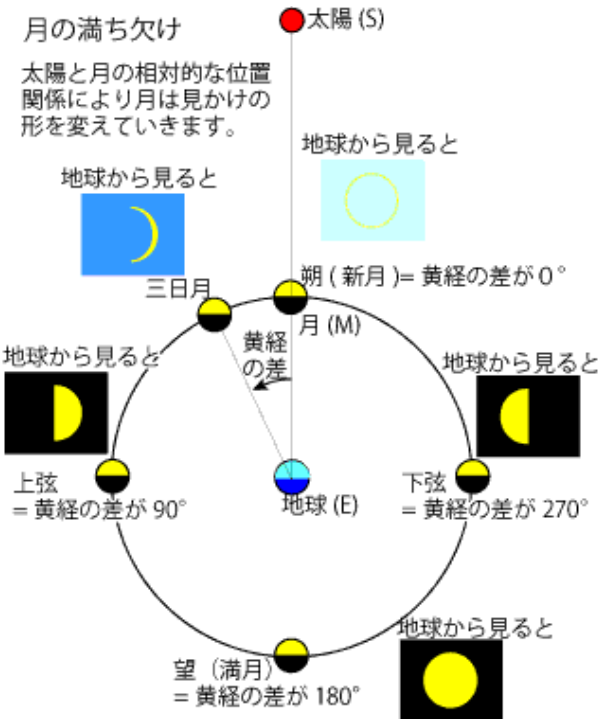 月の満ち欠け
太陽 (S)
太陽と月の相対的な位置
関係により月は見かけの
形を変えていきます。
地球から見ると
地球から見ると
朔 ( 新月 )= 黄経の差が０°
三日月
月 (M)
黄経
の差
地球から見ると
地球から見ると
上弦
= 黄経の差が 90°
地球 (E)
下弦
= 黄経の差が 270°
地球から見ると
望（満月）
= 黄経の差が 180°